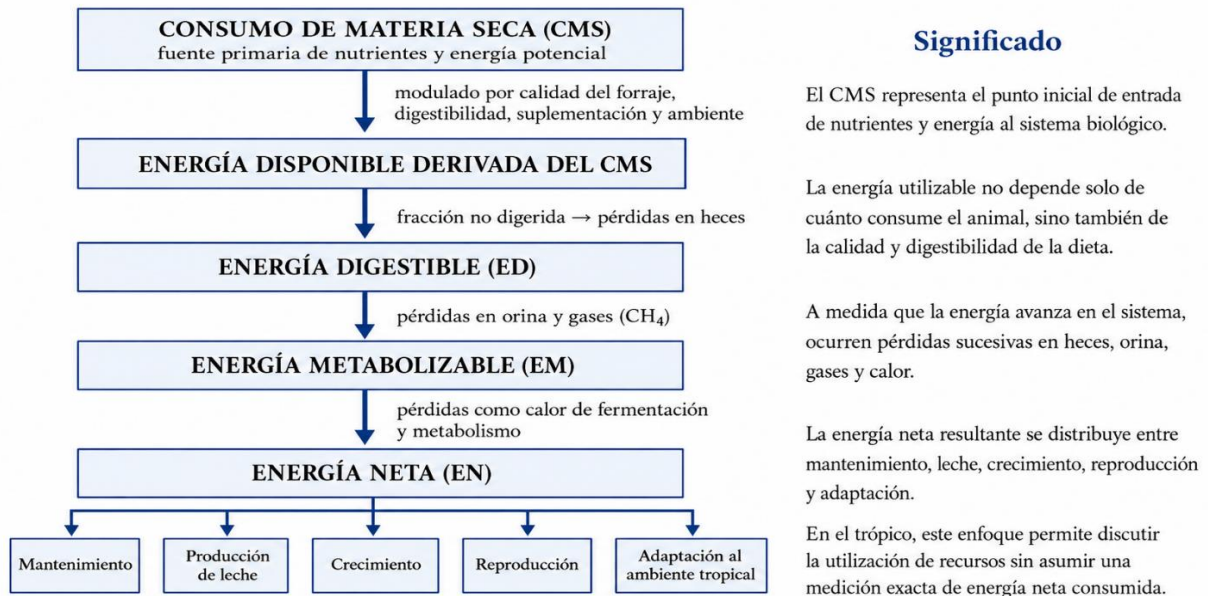 CONSUMO DE MATERIA SECA (CMS)
fuente primaria de nutrientes y energía potencial
modulado por calidad del forraje,
digestibilidad, suplementación y ambiente
ENERGÍA DISPONIBLE DERIVADA DEL CMS
fracción no digerida → pérdidas en heces
ENERGÍA DIGESTIBLE (ED)
pérdidas en orina y gases (CH₄)
ENERGÍA METABOLIZABLE (EM)
pérdidas como calor de fermentación
y metabolismo
ENERGÍA NETA (EN)
Mantenimiento
Producción
de leche
Crecimiento
Reproducción
Adaptación al
ambiente tropical
Significado
El CMS representa el punto inicial de entrada
de nutrientes y energía al sistema biológico.
La energía utilizable no depende solo de
cuánto consume el animal, sino también de
la calidad y digestibilidad de la dieta.
A medida que la energía avanza en el sistema,
ocurren pérdidas sucesivas en heces, orina,
gases y calor.
La energía neta resultante se distribuye entre
mantenimiento, leche, crecimiento, reproducción
y adaptación.
En el trópico, este enfoque permite discutir
la utilización de recursos sin asumir una
medición exacta de energía neta consumida.